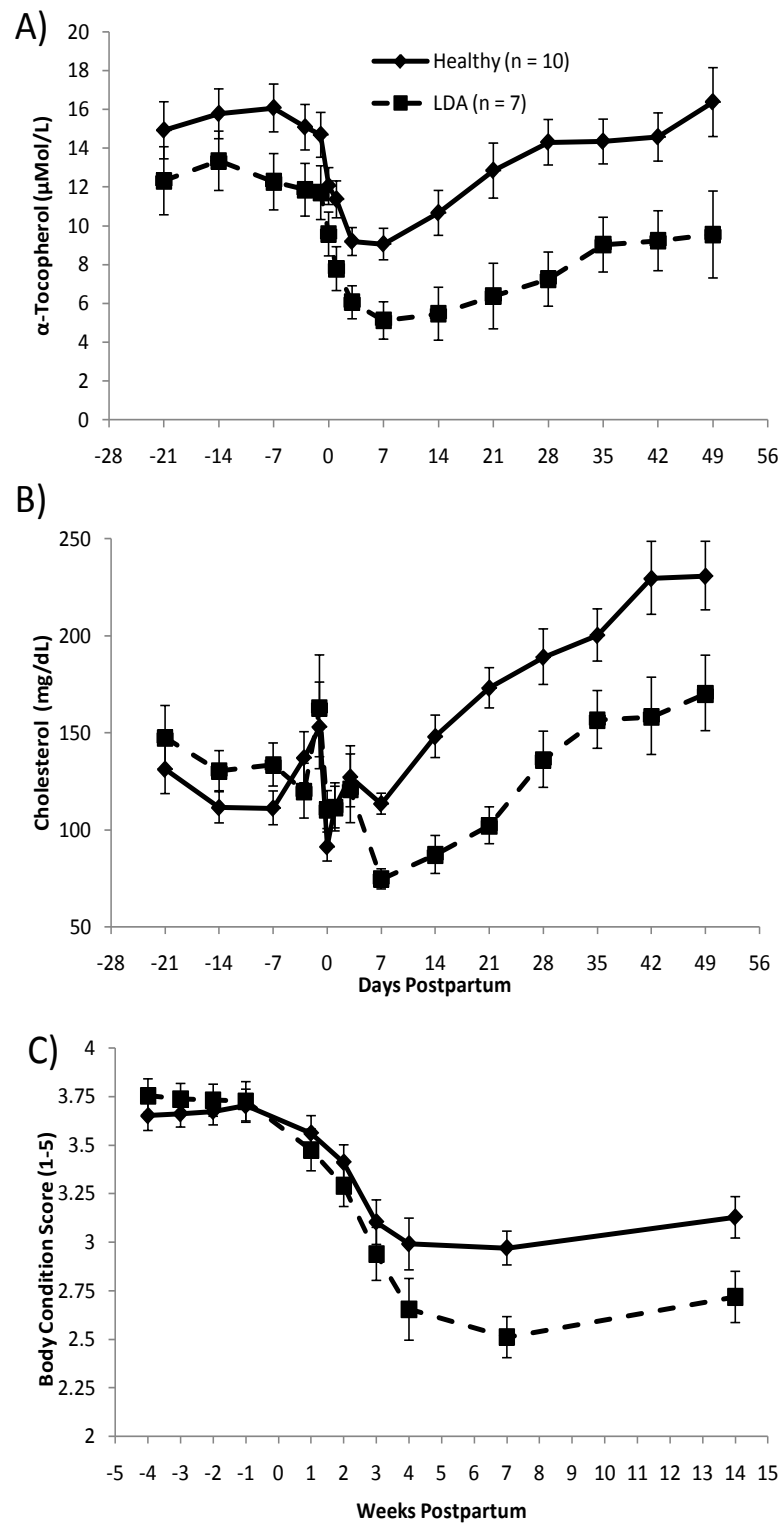 A)
20
18
16
14
12
10
8
6
4
2
0
α-Tocopherol (µMol/L)
Healthy (n = 10)
LDA (n = 7)
-28 -21 -14 -7 0 7 14 21 28 35 42 49 56
B)
250
200
150
100
50
Cholesterol (mg/dL)
-28 -21 -14 -7 0 7 14 21 28 35 42 49 56
Days Postpartum
C)
4
3.75
3.5
3.25
3
2.75
2.5
2.25
2
Body Condition Score (1-5)
-5 -4 -3 -2 -1 0 1 2 3 4 5 6 7 8 9 10 11 12 13 14 15
Weeks Postpartum